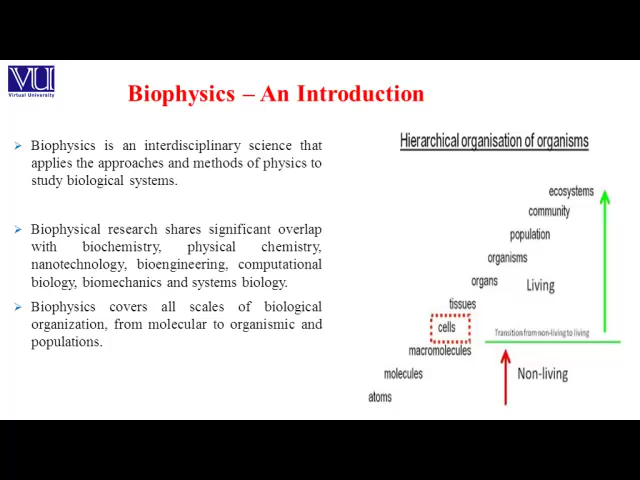 VU
Virtual University
Biophysics – An Introduction
➢ Biophysics is an interdisciplinary science that
applies the approaches and methods of physics to
study biological systems.
➢ Biophysical research shares significant overlap
with biochemistry, physical chemistry,
nanotechnology, bioengineering, computational
biology, biomechanics and systems biology.
➢ Biophysics covers all scales of biological
organization, from molecular to organismic and
populations.
Hierarchical organisation of organisms
ecosystems
community
population
organisms
organs
Living
tissues
cells
Transition from non-living to living
macromolecules
molecules
Non-living
atoms